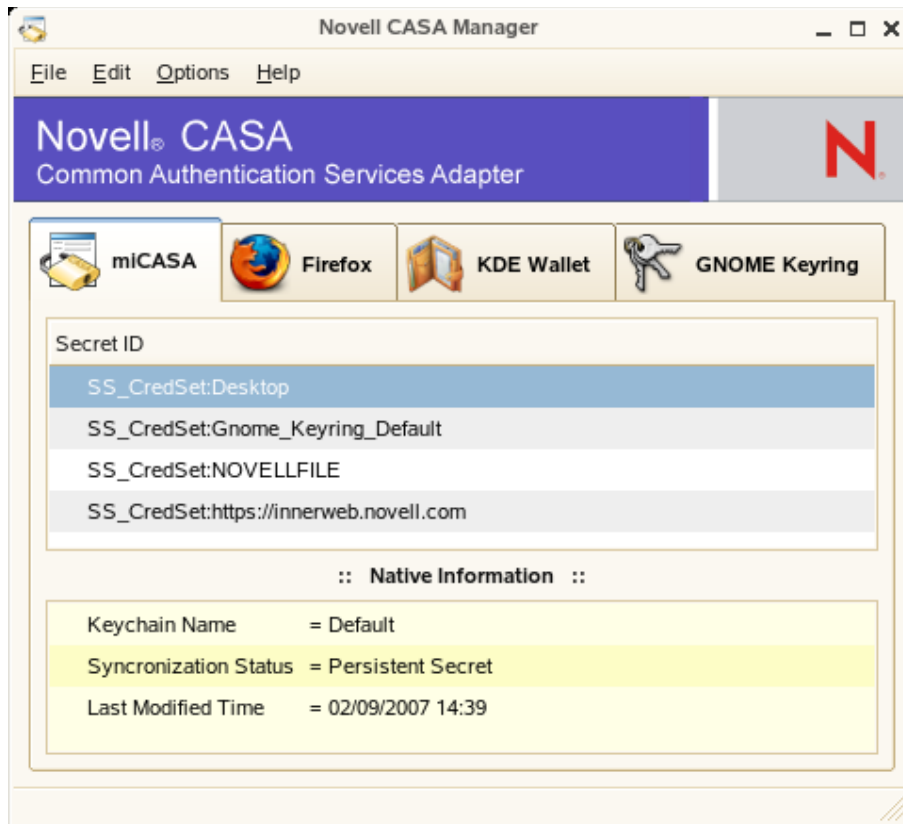 Novell CASA Manager
File Edit Options Help
Novell® CASA
Common Authentication Services Adapter
N®
miCASA Firefox KDE Wallet GNOME Keyring
Secret ID
SS_CredSet:Desktop
SS_CredSet:Gnome_Keyring_Default
SS_CredSet:NOVELLFILE
SS_CredSet:https://innerweb.novell.com
:: Native Information ::
Keychain Name = Default
Syncronization Status = Persistent Secret
Last Modified Time = 02/09/2007 14:39